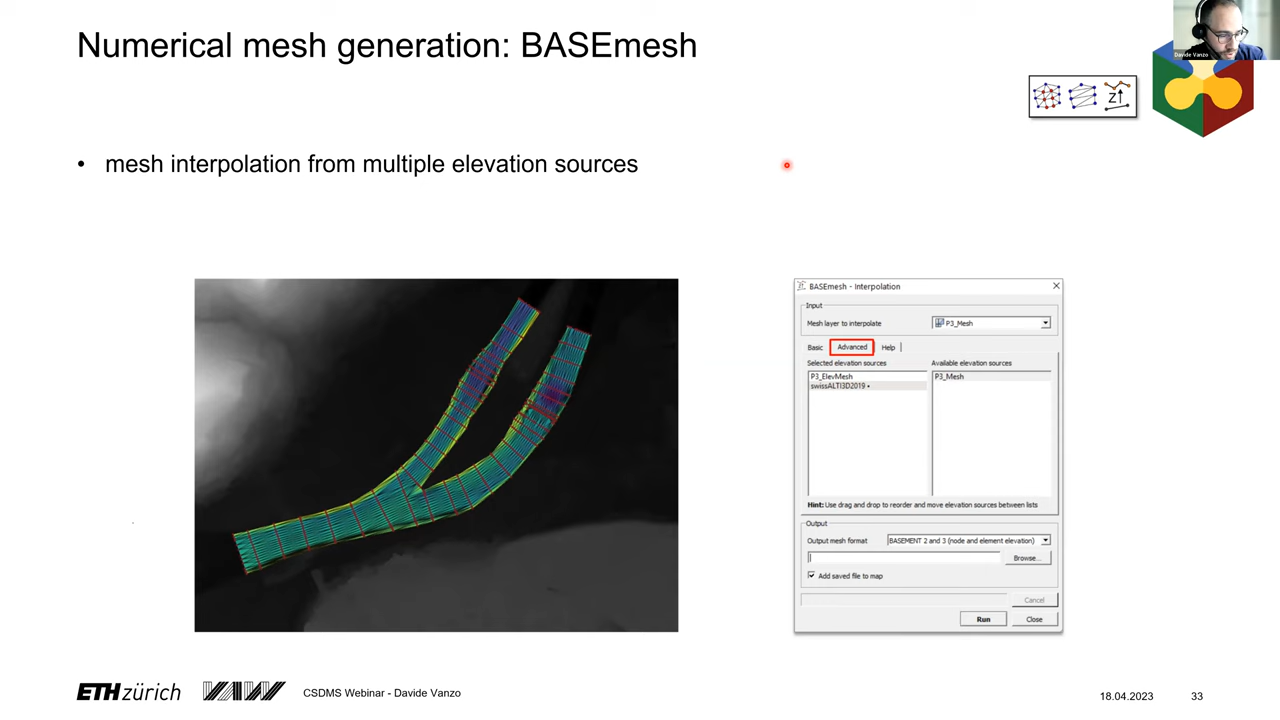 Numerical mesh generation: BASEmesh
Davide Vanzo
Z
• mesh interpolation from multiple elevation sources
BASEmesh - Interpolation
Input
Mesh layer to interpolate
P3_Mesh
Basic
Advanced
Help
Selected elevation sources
Available elevation sources
P3_ElevMesh
swissALTI3D2019 •
P3_Mesh
Hint: Use drag and drop to reorder and move elevation sources between lists
Output
Output mesh format
BASEMENT 2 and 3 (node and element elevation)
Browse...
Add saved file to map
Cancel
Run
Close
ETH zürich
VAW
CSDMS Webinar - Davide Vanzo
18.04.2023
33